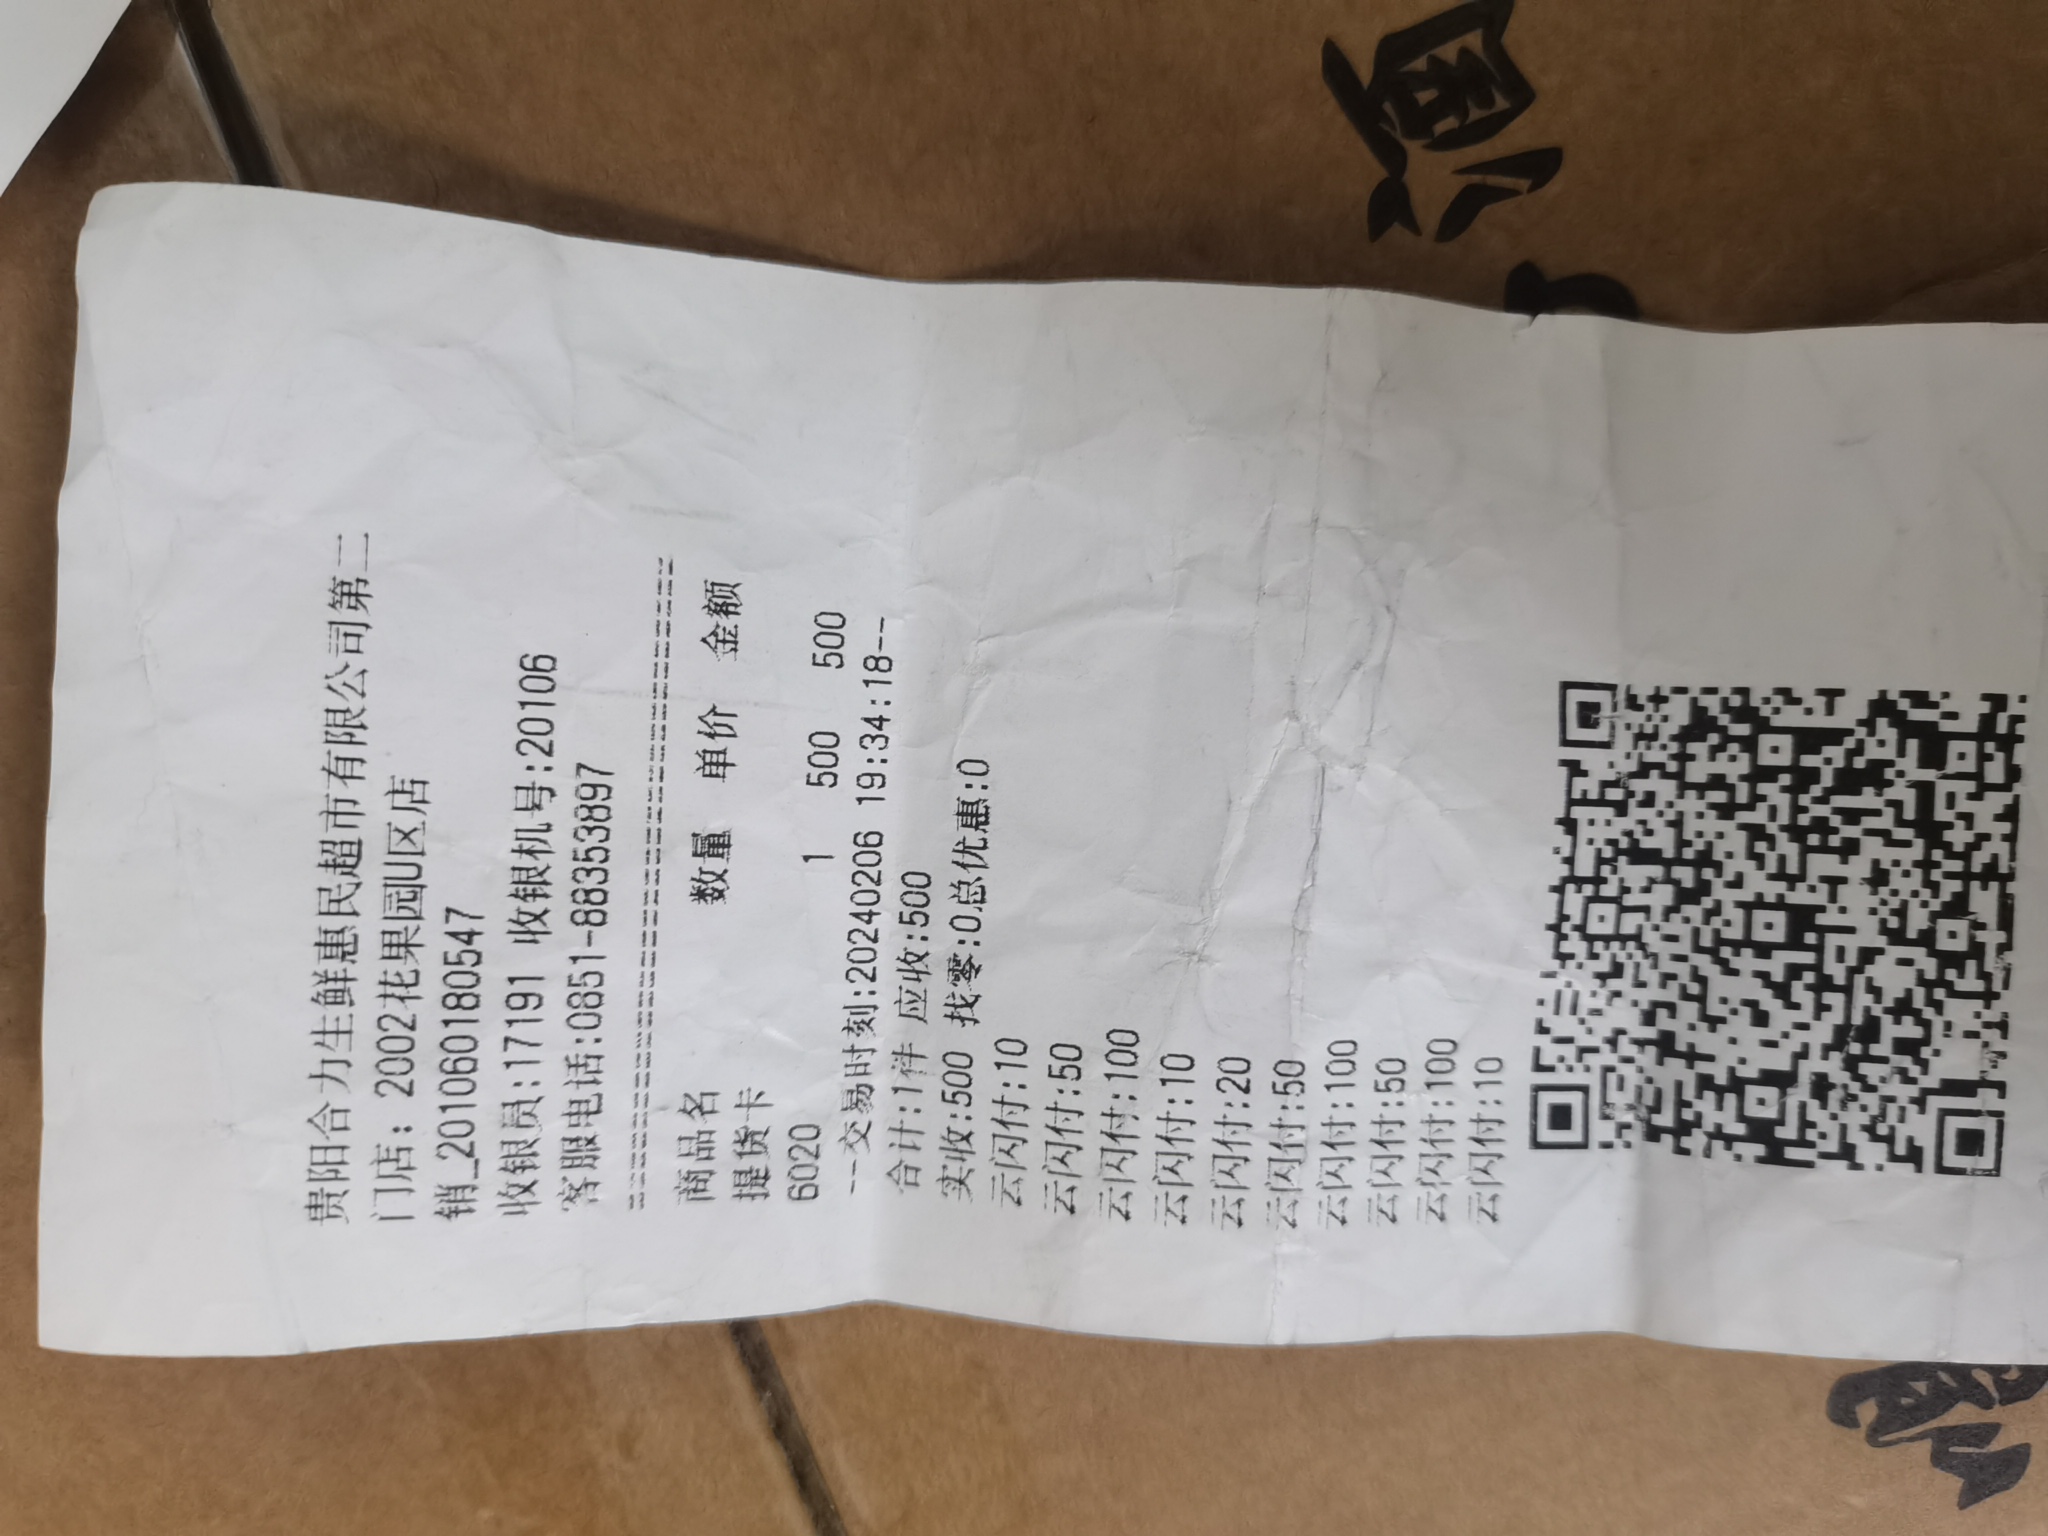 贵阳合力生鲜惠民超市有限公司第二
门店: 2002花果园U区店
销_2010601180547
收银员:17191 收银机号:20106
客服电话:0851-88353897
商品名 数量 单价 金额
提货卡
6020 1 500 500
--交易时刻:20240206 19:34:18--
合计:1件 应收:500
实收:500 找零:0总优惠:0
云闪付:10
云闪付:50
云闪付:100
云闪付:10
云闪付:20
云闪付:50
云闪付:100
云闪付:50
云闪付:100
云闪付:10